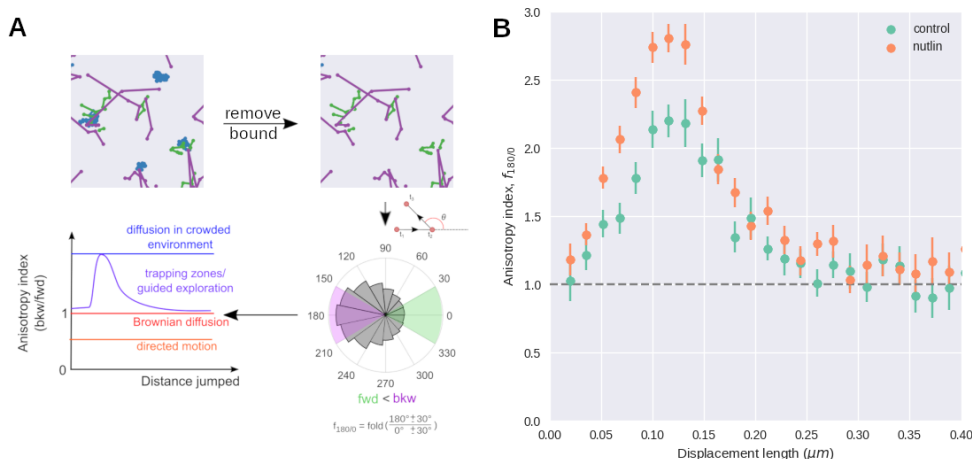 A
remove
bound
t₁
t₂
t₃
θ
diffusion in crowded
environment
trapping zones/
guided exploration
Brownian diffusion
directed motion
Anisotropy index
(bkw/fwd)
1
0
Distance jumped
90
120
60
150
30
180
0
210
330
240
300
270
fwd < bkw
f180/0 = fold(180°±30° / 0° ±30°)
B
control
nutlin
Anisotropy index, f180/0
3.0
2.5
2.0
1.5
1.0
0.5
0.0
0.00 0.05 0.10 0.15 0.20 0.25 0.30 0.35 0.40
Displacement length (μm)